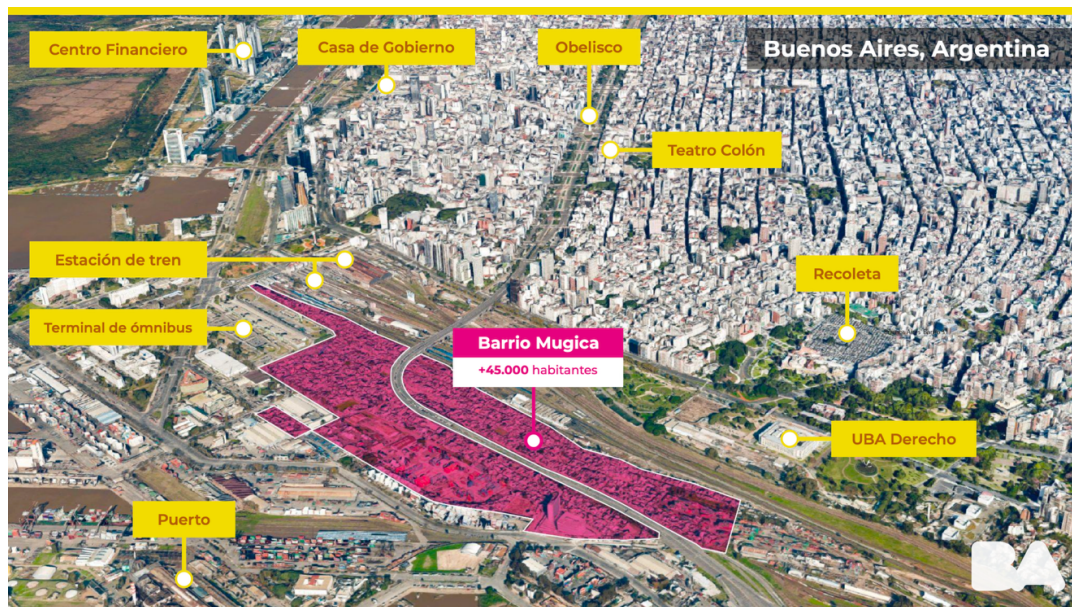 Centro Financiero
Casa de Gobierno
Obelisco
Buenos Aires, Argentina
Teatro Colón
Estación de tren
Recoleta
Terminal de ómnibus
Barrio Mugica
+45.000 habitantes
UBA Derecho
Puerto
BA